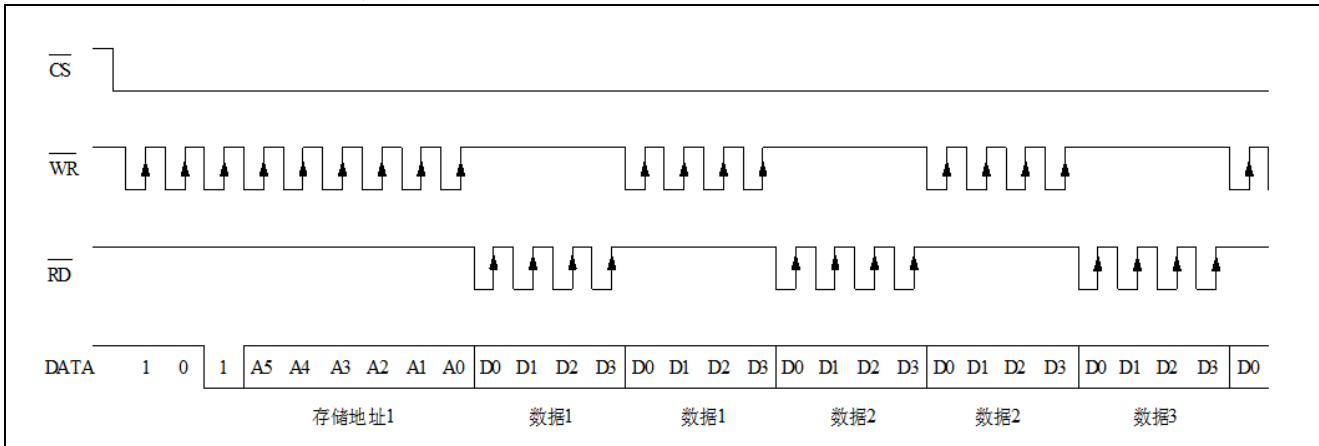 CS
WR
RD
DATA 1 0 1 A5 A4 A3 A2 A1 A0 D0 D1 D2 D3 D0 D1 D2 D3 D0 D1 D2 D3 D0 D1 D2 D3 D0 D1 D2 D3 D0
存储地址1 数据1 数据1 数据2 数据2 数据3